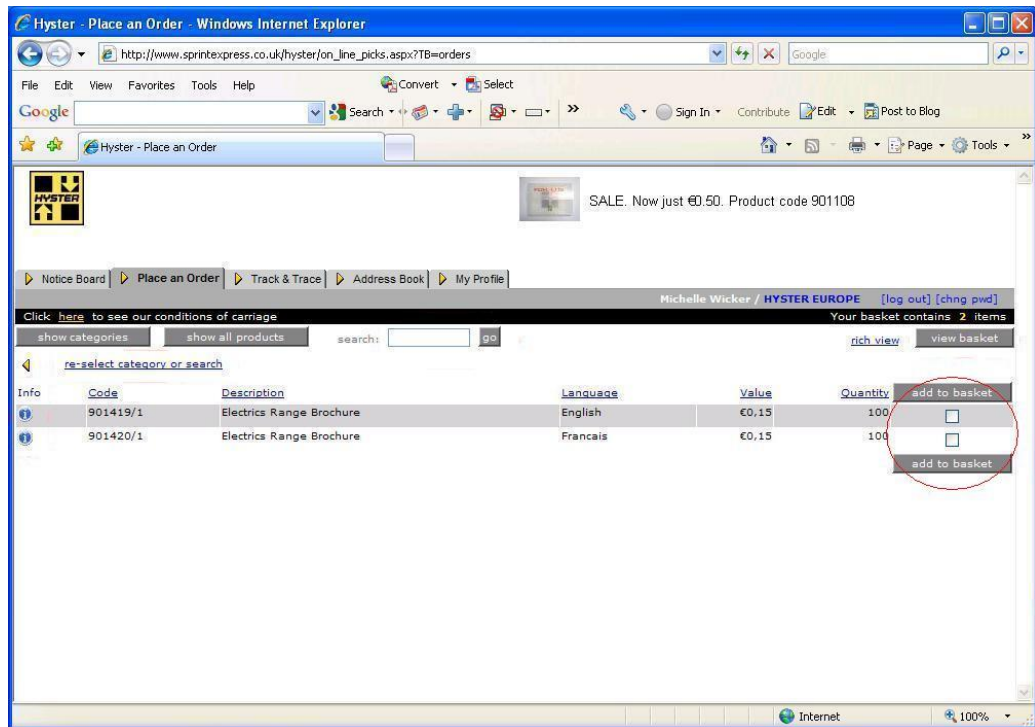 Hyster - Place an Order - Windows Internet Explorer
http://www.sprintexpress.co.uk/hyster/on_line_picks.aspx?TB=orders
Google
File Edit View Favorites Tools Help
Convert
Select
Google
Search
Sign In
Contribute
Edit
Post to Blog
Hyster - Place an Order
Page
Tools
HYSTER
SALE. Now just €0.50. Product code 901108
Notice Board Place an Order Track & Trace Address Book My Profile
Michelle Wicker / HYSTER EUROPE [log out] [chng pwd]
Click here to see our conditions of carriage Your basket contains 2 items
show categories show all products search: go rich view view basket
re-select category or search
Info Code Description Language Value Quantity add to basket
901419/1 Electrics Range Brochure English €0,15 100
901420/1 Electrics Range Brochure Francais €0,15 100
add to basket
Internet 100%